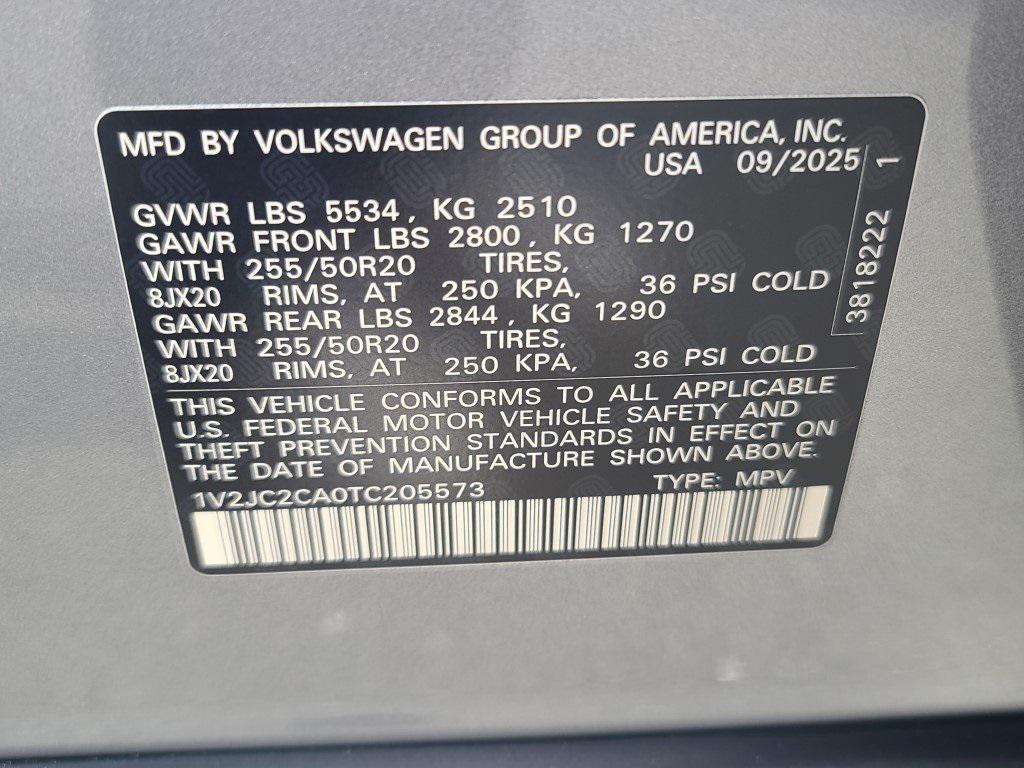 MFD BY VOLKSWAGEN GROUP OF AMERICA, INC.
USA 09/2025
GVWR LBS 5534, KG 2510
GAWR FRONT LBS 2800, KG 1270
WITH 255/50R20 TIRES,
8JX20 RIMS, AT 250 KPA, 36 PSI COLD
GAWR REAR LBS 2844, KG 1290
WITH 255/50R20 TIRES,
8JX20 RIMS, AT 250 KPA, 36 PSI COLD
3818222 1
THIS VEHICLE CONFORMS TO ALL APPLICABLE
U.S. FEDERAL MOTOR VEHICLE SAFETY AND
THEFT PREVENTION STANDARDS IN EFFECT ON
THE DATE OF MANUFACTURE SHOWN ABOVE.
1V2JC2CA0TC205573 TYPE: MPV